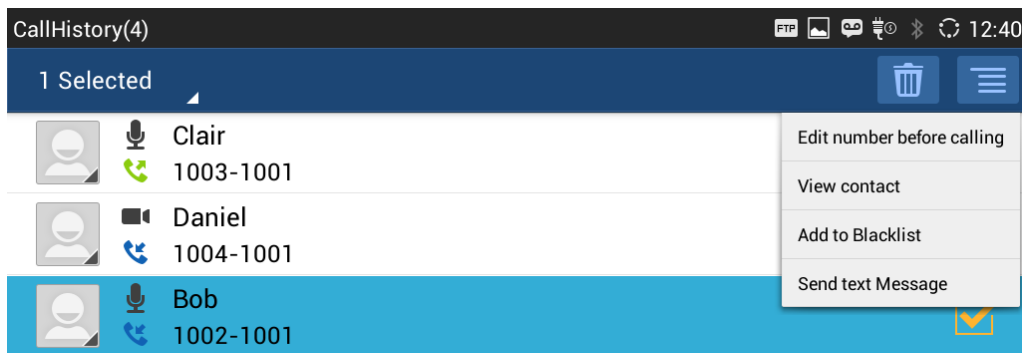 CallHistory(4)
FTP 12:40
1 Selected
Clair
1003-1001
Daniel
1004-1001
Bob
1002-1001
Edit number before calling
View contact
Add to Blacklist
Send text Message